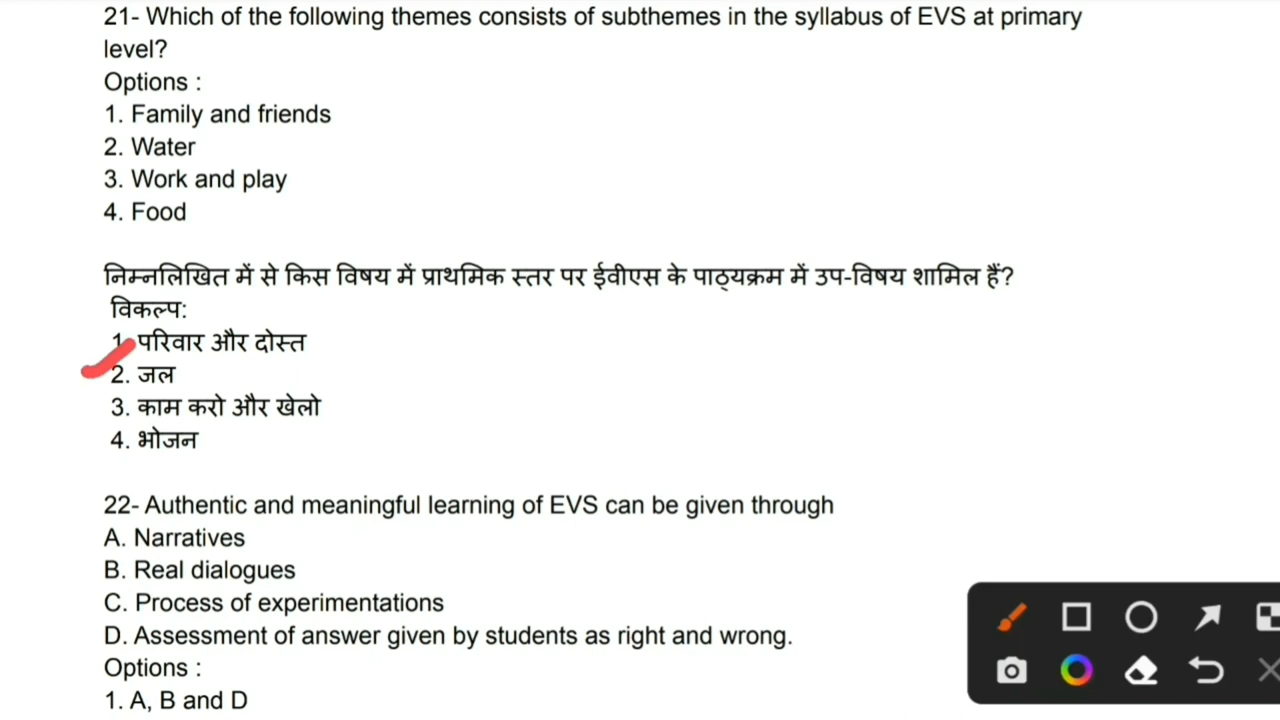 21- Which of the following themes consists of subthemes in the syllabus of EVS at primary
level?
Options :
1. Family and friends
2. Water
3. Work and play
4. Food
निम्नलिखित में से किस विषय में प्राथमिक स्तर पर ईवीएस के पाठ्यक्रम में उप-विषय शामिल हैं?
विकल्प:
1. परिवार और दोस्त
2. जल
3. काम करो और खेलो
4. भोजन
22- Authentic and meaningful learning of EVS can be given through
A. Narratives
B. Real dialogues
C. Process of experimentations
D. Assessment of answer given by students as right and wrong.
Options :
1. A, B and D